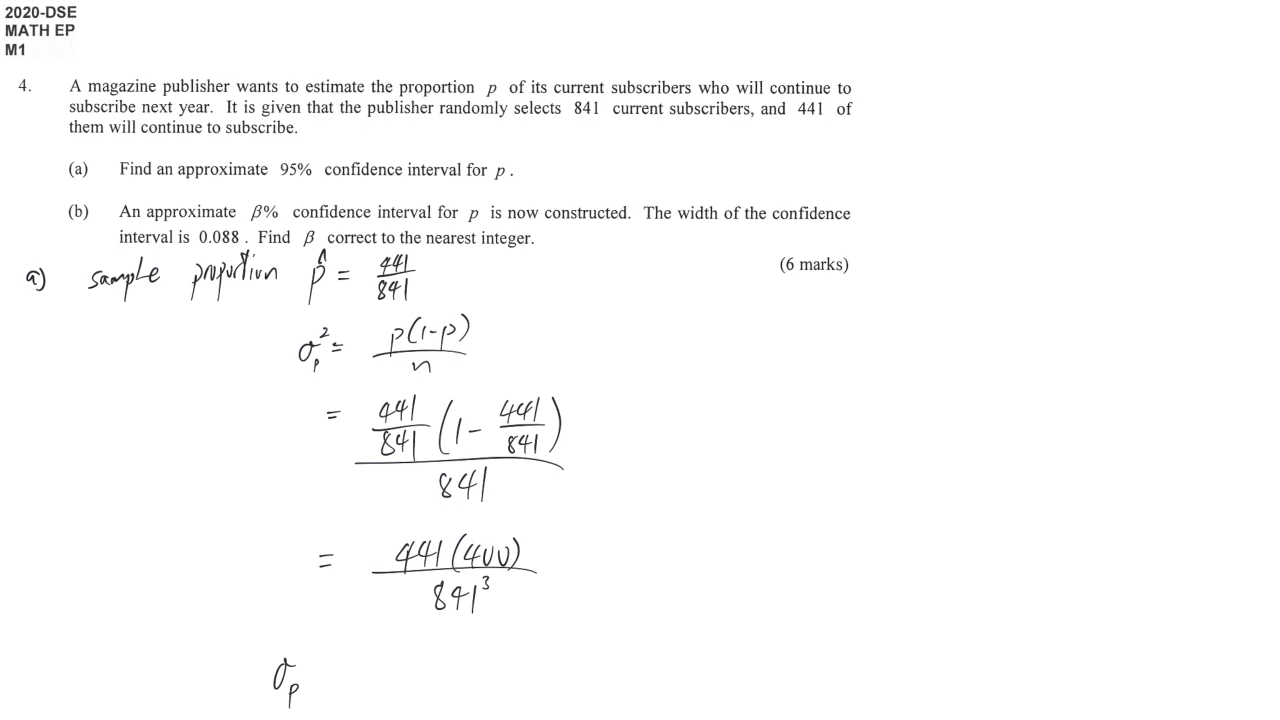 2020-DSE
MATH EP
M1
4. A magazine publisher wants to estimate the proportion p of its current subscribers who will continue to
subscribe next year. It is given that the publisher randomly selects 841 current subscribers, and 441 of
them will continue to subscribe.
(a) Find an approximate 95% confidence interval for p .
(b) An approximate β% confidence interval for p is now constructed. The width of the confidence
interval is 0.088 . Find β correct to the nearest integer.
(6 marks)
a) sample proportion p̂ = 441/841
σ_p² = p(1-p)/n
= 441/841 (1 - 441/841) / 841
= 441(400)/841³
σ_p